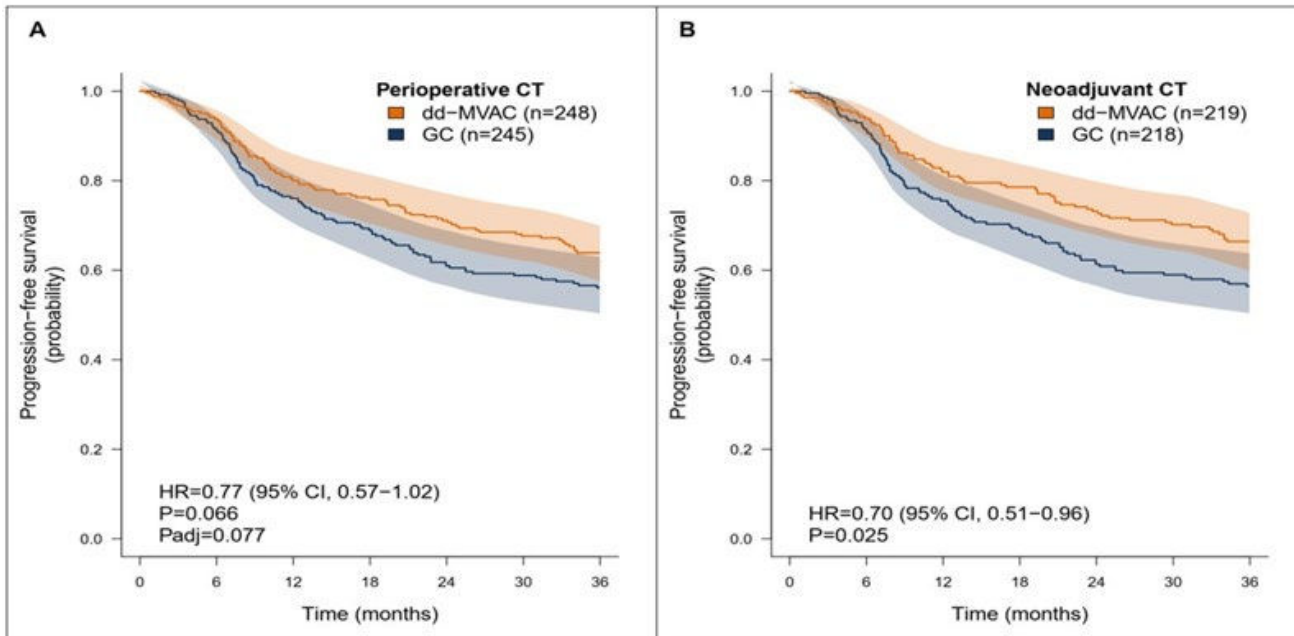 A
Perioperative CT
dd−MVAC (n=248)
GC (n=245)
Progression−free survival
(probability)
1.0
0.8
0.6
0.4
0.2
0.0
HR=0.77 (95% CI, 0.57−1.02)
P=0.066
Padj=0.077
0 6 12 18 24 30 36
Time (months)
B
Neoadjuvant CT
dd−MVAC (n=219)
GC (n=218)
Progression−free survival
(probability)
1.0
0.8
0.6
0.4
0.2
0.0
HR=0.70 (95% CI, 0.51−0.96)
P=0.025
0 6 12 18 24 30 36
Time (months)